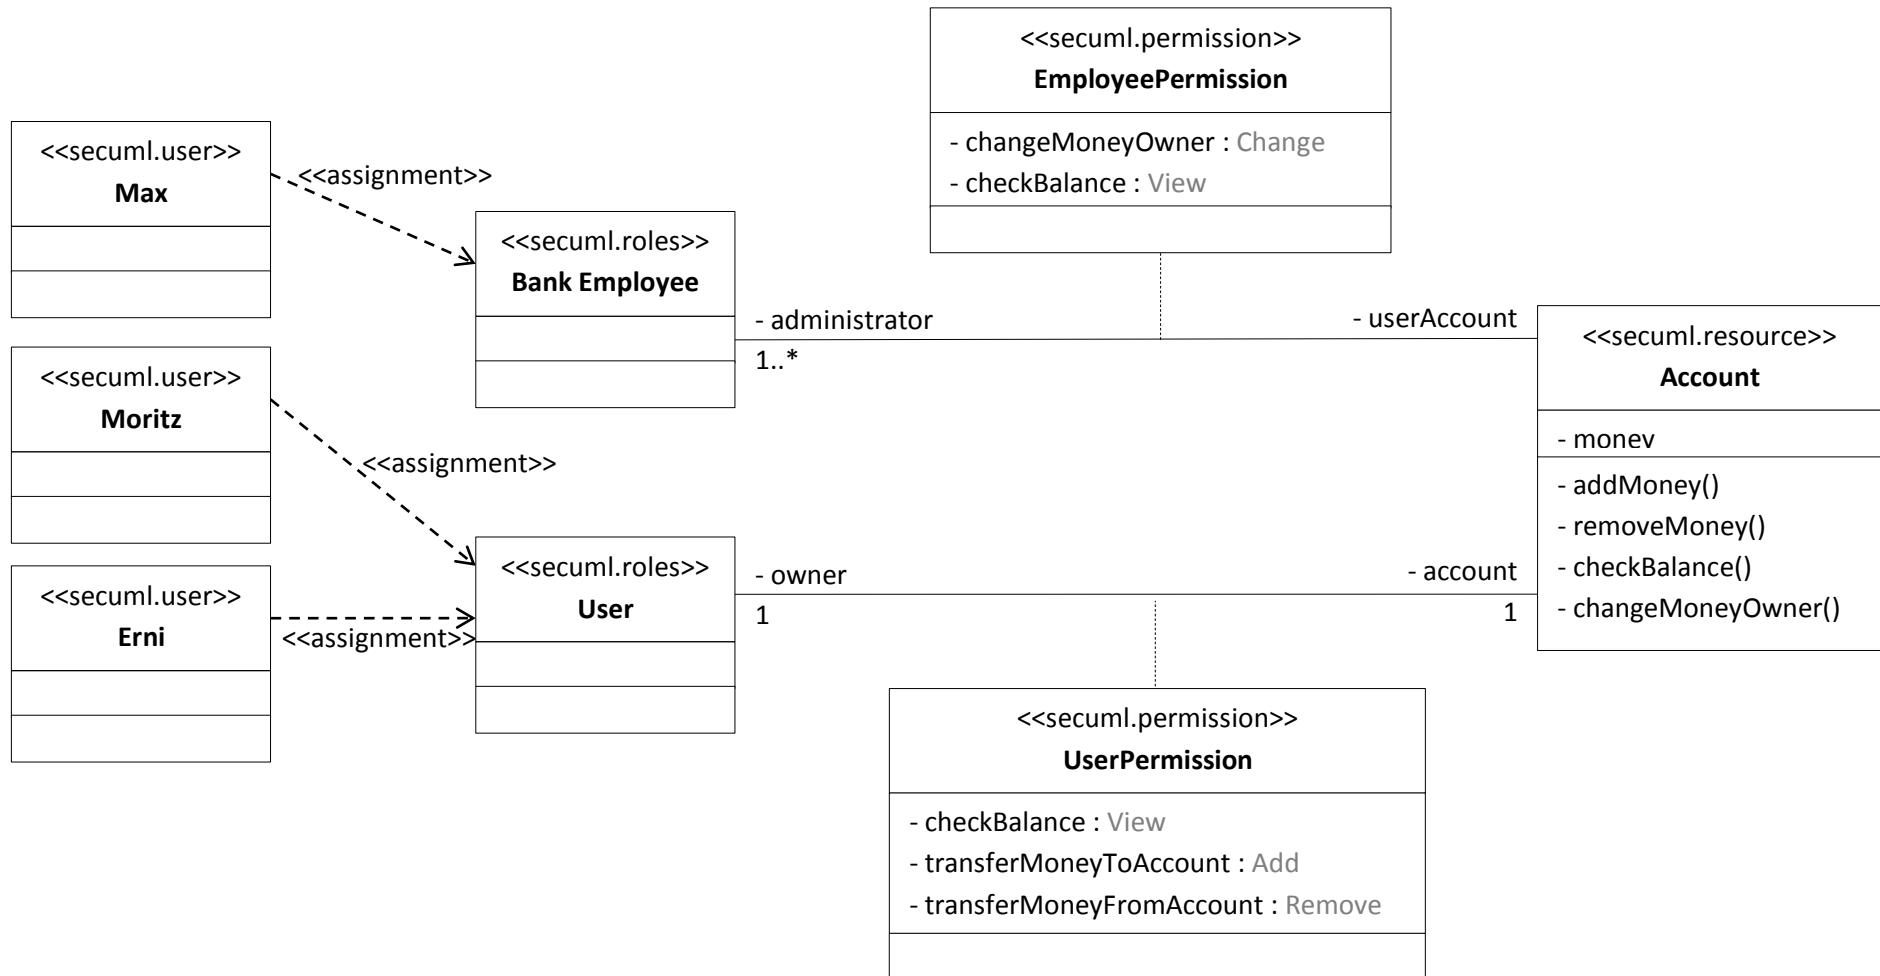 <<secuml.permission>>
EmployeePermission
- changeMoneyOwner : Change
- checkBalance : View
<<secuml.user>>
Max
<<assignment>>
<<secuml.roles>>
Bank Employee
- administrator
1..*
- userAccount
<<secuml.resource>>
Account
- monev
- addMoney()
- removeMoney()
- checkBalance()
- changeMoneyOwner()
<<secuml.user>>
Moritz
<<assignment>>
<<secuml.roles>>
User
- owner
1
- account
1
<<secuml.user>>
Erni
<<assignment>>
<<secuml.permission>>
UserPermission
- checkBalance : View
- transferMoneyToAccount : Add
- transferMoneyFromAccount : Remove